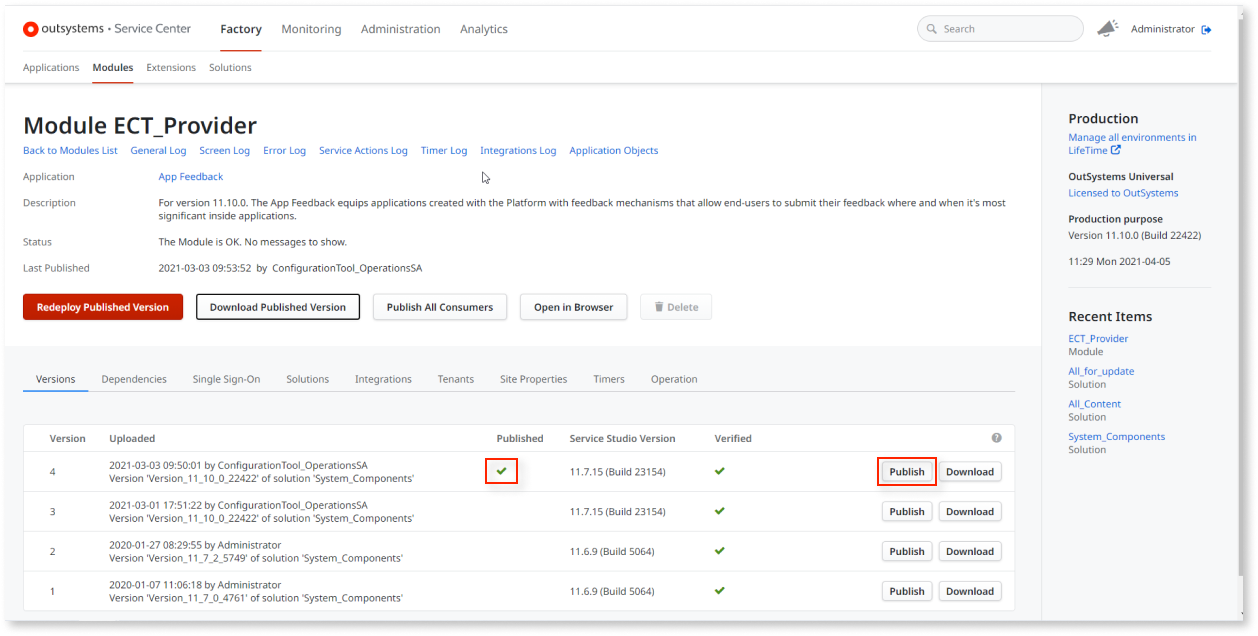 outsystems • Service Center
Factory
Monitoring
Administration
Analytics
Search
Administrator
Applications
Modules
Extensions
Solutions
Module ECT_Provider
Back to Modules List
General Log
Screen Log
Error Log
Service Actions Log
Timer Log
Integrations Log
Application Objects
Application
App Feedback
Description
For version 11.10.0. The App Feedback equips applications created with the Platform with feedback mechanisms that allow end-users to submit their feedback where and when it's most
significant inside applications.
Status
The Module is OK. No messages to show.
Last Published
2021-03-03 09:53:52 by ConfigurationTool_OperationsSA
Redeploy Published Version
Download Published Version
Publish All Consumers
Open in Browser
Delete
Versions
Dependencies
Single Sign-On
Solutions
Integrations
Tenants
Site Properties
Timers
Operation
Version
Uploaded
Published
Service Studio Version
Verified
?
4
2021-03-03 09:50:01 by ConfigurationTool_OperationsSA
Version 'Version_11_10_0_22422' of solution 'System_Components'
11.7.15 (Build 23154)
Publish
Download
3
2021-03-01 17:51:22 by ConfigurationTool_OperationsSA
Version 'Version_11_10_0_22422' of solution 'System_Components'
11.7.15 (Build 23154)
Publish
Download
2
2020-01-27 08:29:55 by Administrator
Version 'Version_11_7_2_5749' of solution 'System_Components'
11.6.9 (Build 5064)
Publish
Download
1
2020-01-07 11:06:18 by Administrator
Version 'Version_11_7_0_4761' of solution 'System_Components'
11.6.9 (Build 5064)
Publish
Download
Production
Manage all environments in
LifeTime
OutSystems Universal
Licensed to OutSystems
Production purpose
Version 11.10.0 (Build 22422)
11:29 Mon 2021-04-05
Recent Items
ECT_Provider
Module
All_for_update
Solution
All_Content
Solution
System_Components
Solution